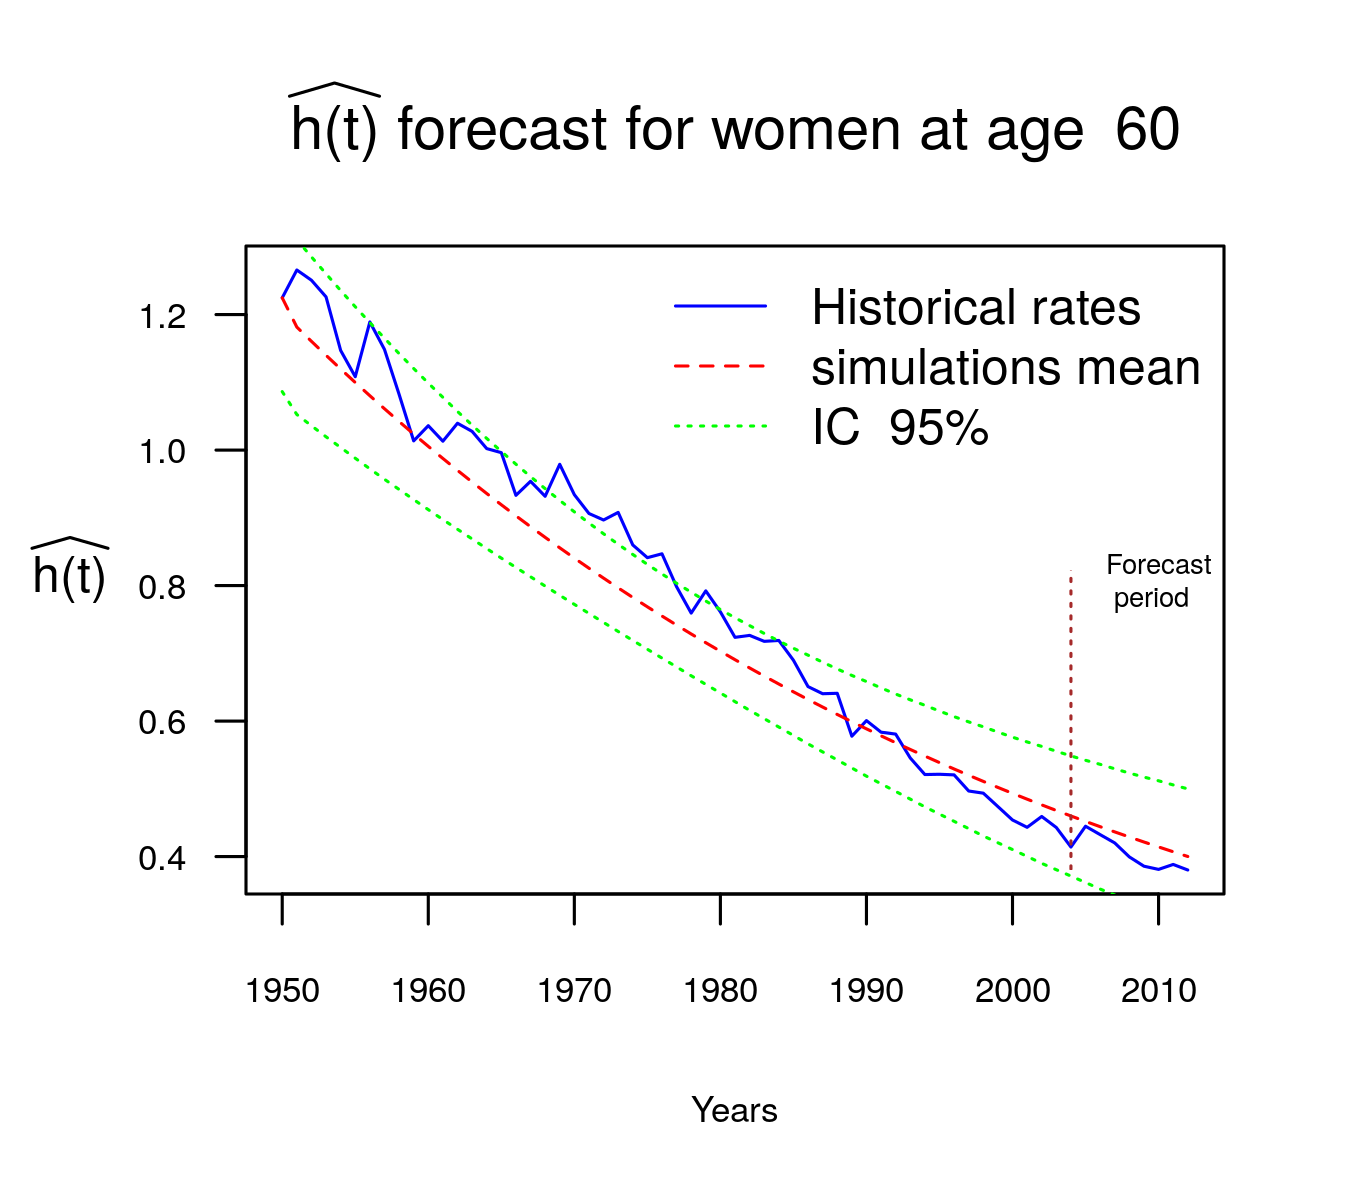 h(t) forecast for women at age 60
Historical rates
simulations mean
IC 95%
Forecast
period
h(t)
1.2
1.0
0.8
0.6
0.4
1950 1960 1970 1980 1990 2000 2010
Years